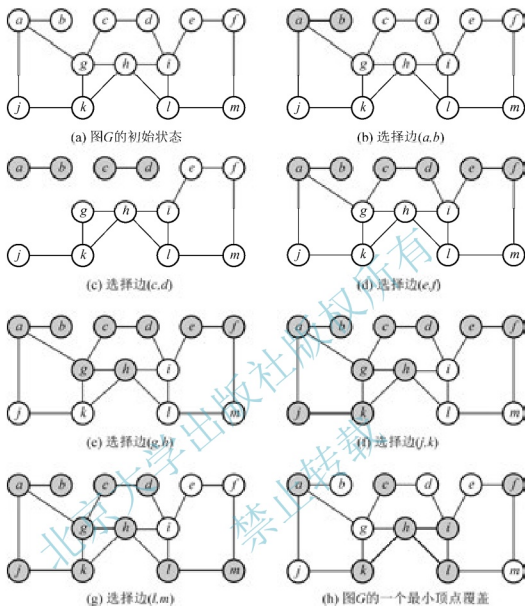 a b c d e f a b c d e f
g h i g h i
j k l m j k l m
(a) 图G的初始状态 (b) 选择边(a,b)
a b c d e f a b c d e f
g h i g h i
j k l m j k l m
(c) 选择边(c,d) (d) 选择边(e,f)
a b c d e f a b c d e f
g h i g h i
j k l m j k l m
(e) 选择边(g,h) (f) 选择边(j,k)
a b c d e f a b c d e f
g h i g h i
j k l m j k l m
(g) 选择边(l,m) (h) 图G的一个最小顶点覆盖
北京大学出版社版权所有
禁止转载